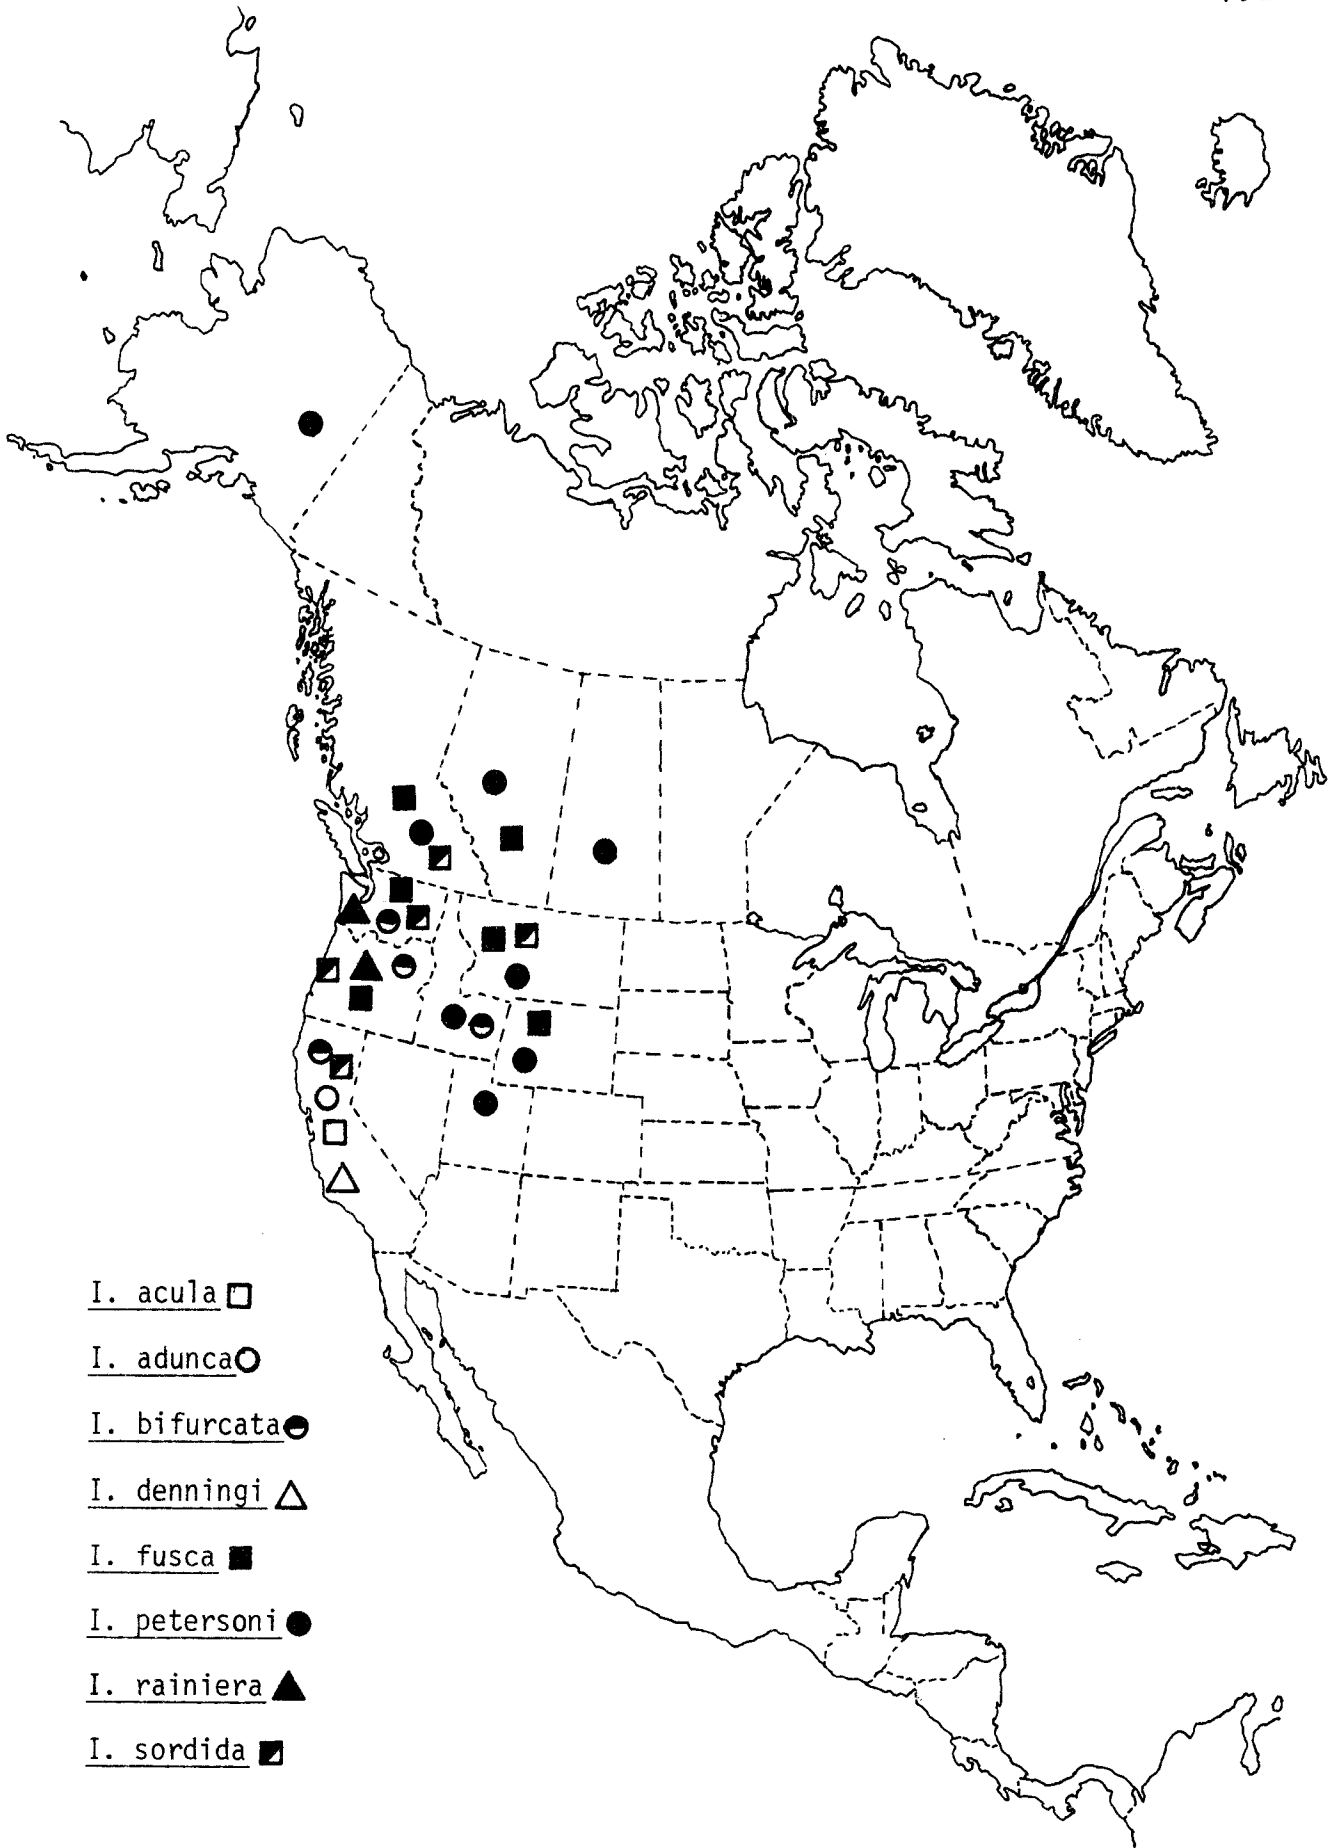 I. acula
I. adunca
I. bifurcata
I. denningi
I. fusca
I. petersoni
I. rainiera
I. sordida